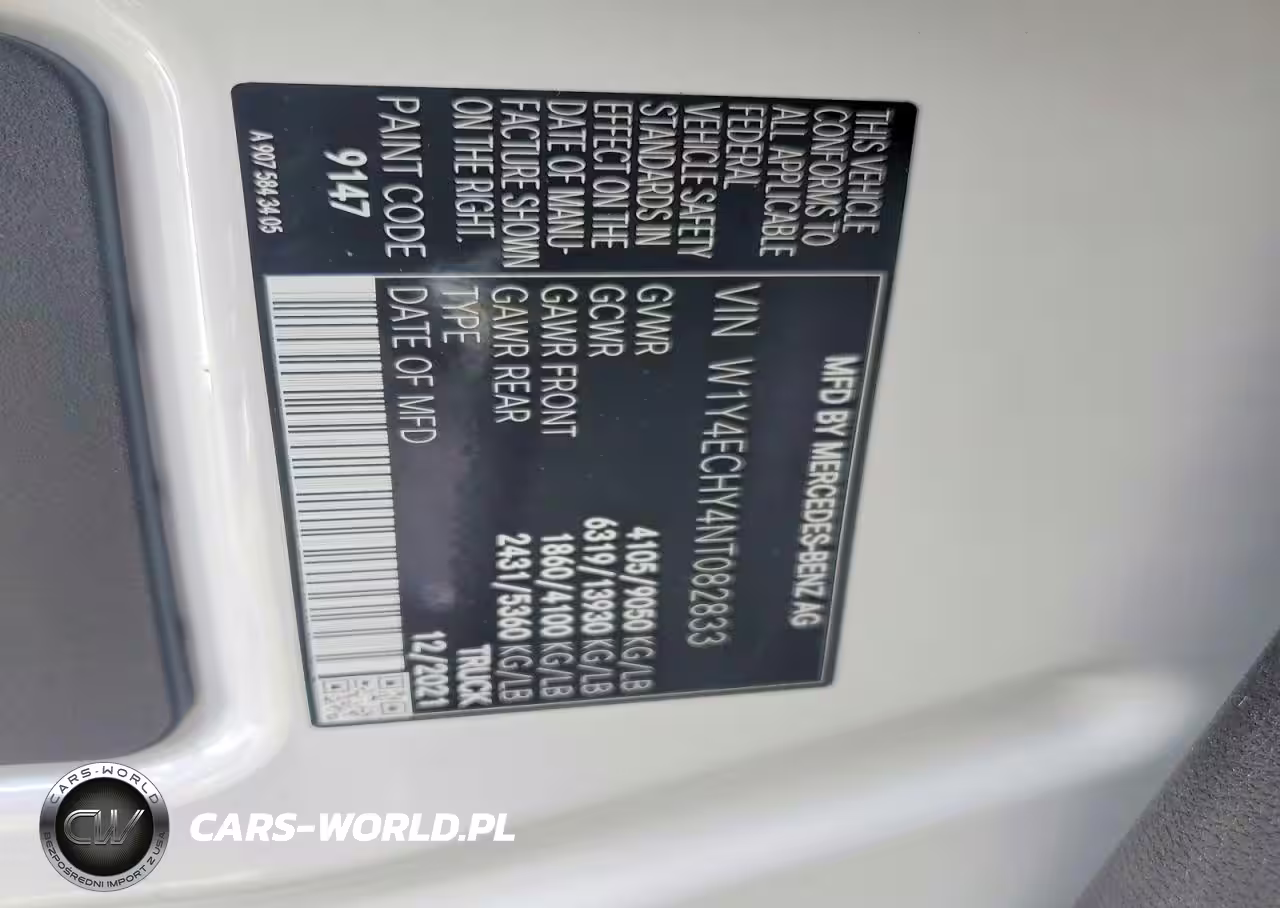 MFD BY MERCEDES-BENZ AG
VIN W1Y4ECHY4NT082833
GVWR 4105/9050 KG/LB
GCWR 6319/13930 KG/LB
GAWR FRONT 1860/4100 KG/LB
GAWR REAR 2431/5360 KG/LB
TYPE TRUCK
DATE OF MFD 12/2021
THIS VEHICLE
CONFORMS TO
ALL APPLICABLE
FEDERAL
VEHICLE SAFETY
STANDARDS IN
EFFECT ON THE
DATE OF MANU-
FACTURE SHOWN
ON THE RIGHT.
PAINT CODE
9147
A 907 584 34 05
CARS-WORLD
CW
BEZPOŚREDNI IMPORT Z USA
CARS-WORLD.PL